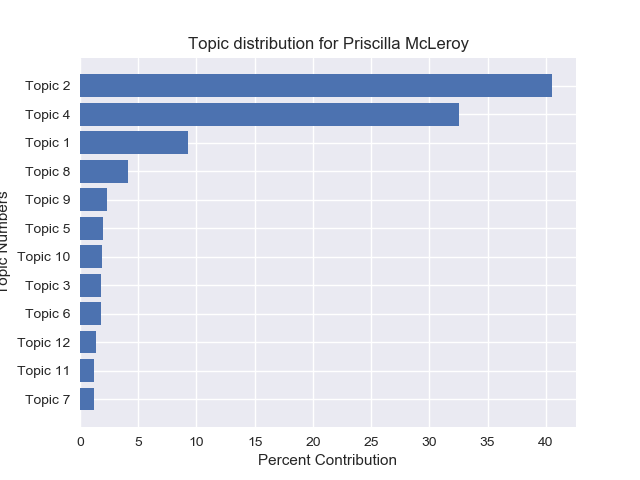 Topic distribution for Priscilla McLeroy
Topic Numbers
Topic 2
Topic 4
Topic 1
Topic 8
Topic 9
Topic 5
Topic 10
Topic 3
Topic 6
Topic 12
Topic 11
Topic 7
0 5 10 15 20 25 30 35 40
Percent Contribution